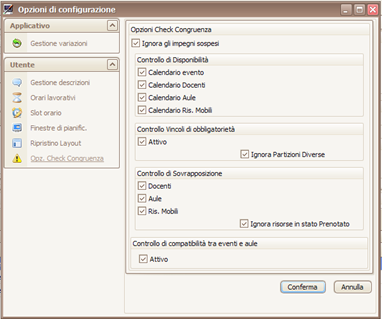 Opzioni di configurazione
Applicativo
Gestione variazioni
Utente
Gestione descrizioni
Orari lavorativi
Slot orario
Finestre di pianific.
Ripristino Layout
Opz. Check Congruenza
Opzioni Check Congruenza
Ignora gli impegni sospesi
Controllo di Disponibilità
Calendario evento
Calendario Docenti
Calendario Aule
Calendario Ris. Mobili
Controllo Vincoli di obbligatorietà
Attivo
Ignora Partizioni Diverse
Controllo di Sovrapposizione
Docenti
Aule
Ris. Mobili
Ignora risorse in stato Prenotato
Controllo di compatibilità tra eventi e aule
Attivo
Conferma Annulla